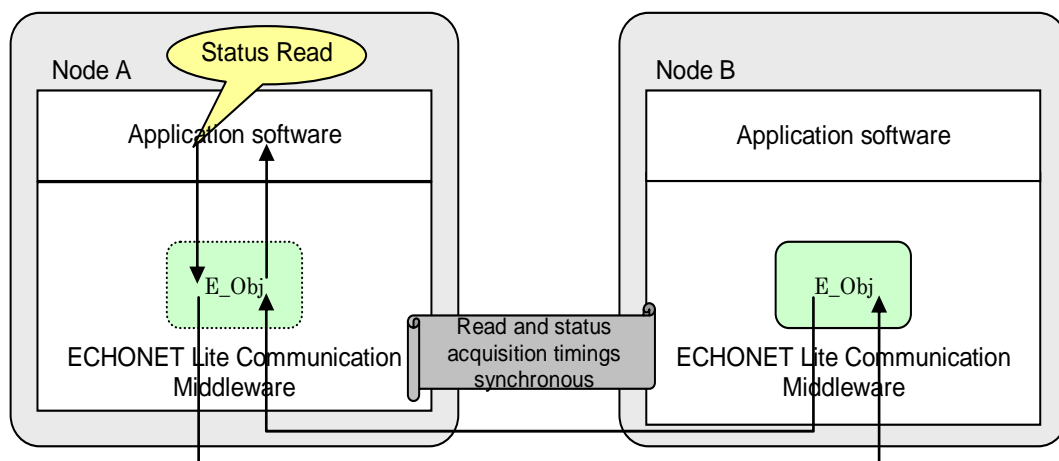 Status Read
Node A
Application software
E_Obj
ECHONET Lite Communication
Middleware
Read and status
acquisition timings
synchronous
Node B
Application software
E_Obj
ECHONET Lite Communication
Middleware